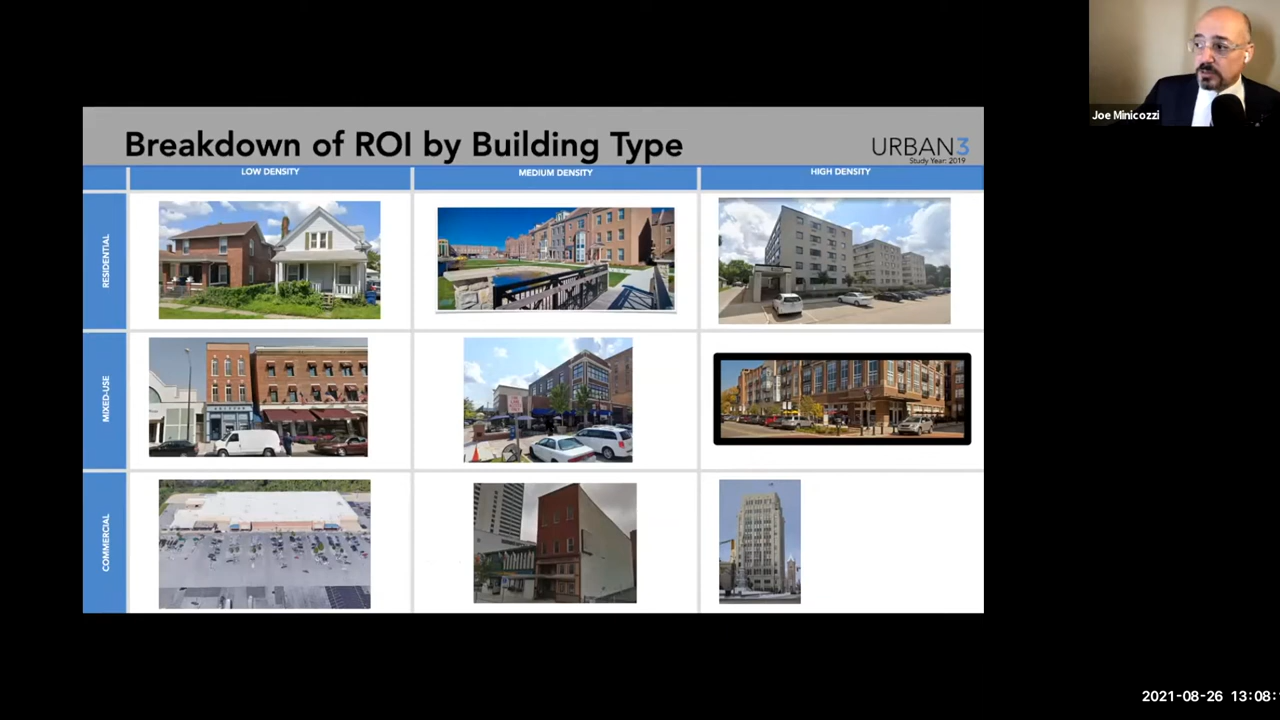 Joe Minicozzi
Breakdown of ROI by Building Type
URBAN3
Study Year: 2019
LOW DENSITY
MEDIUM DENSITY
HIGH DENSITY
RESIDENTIAL
MIXED-USE
COMMERCIAL
2021-08-26 13:08: